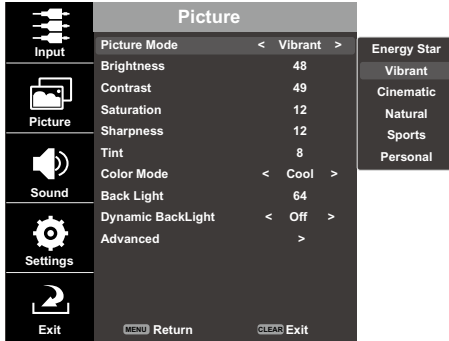 Input
Picture
Sound
Settings
Exit
Picture
Picture Mode < Vibrant >
Brightness 48
Contrast 49
Saturation 12
Sharpness 12
Tint 8
Color Mode < Cool >
Back Light 64
Dynamic BackLight < Off >
Advanced >
MENU Return CLEAR Exit
Energy Star
Vibrant
Cinematic
Natural
Sports
Personal